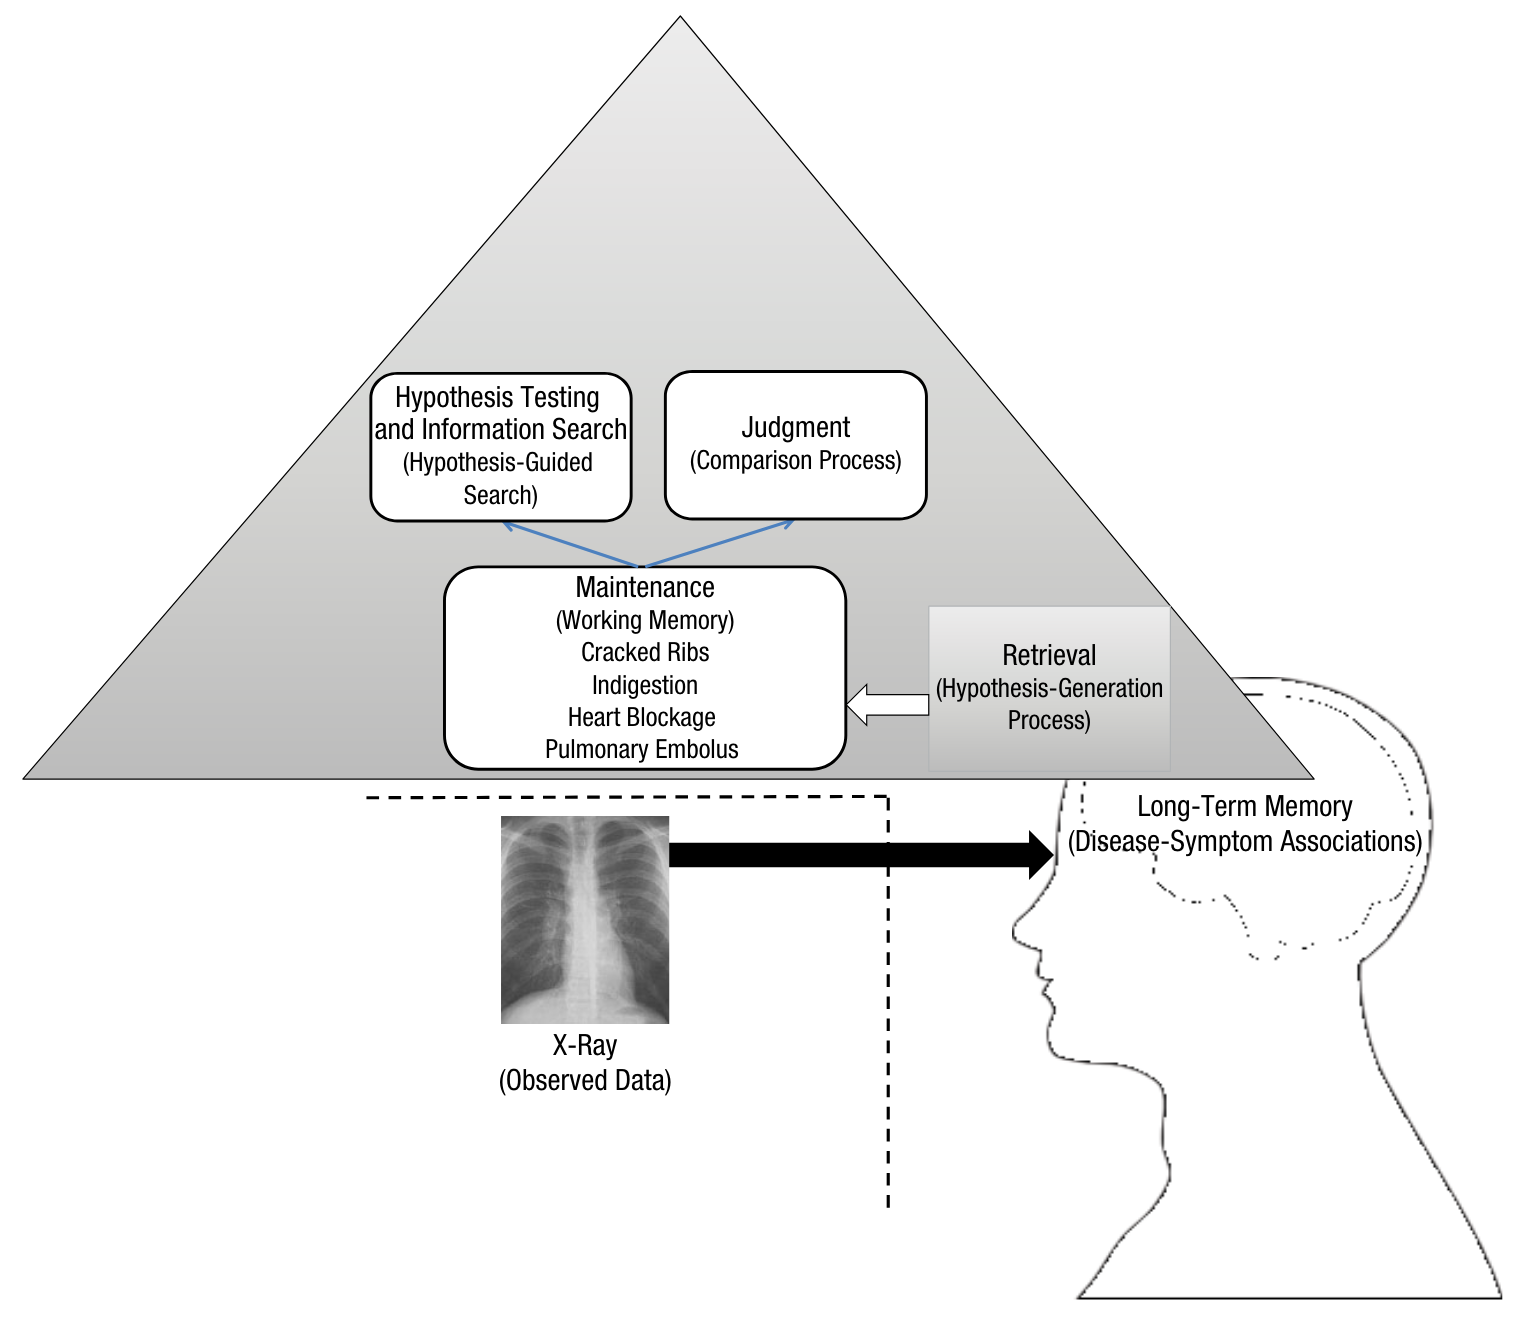 Hypothesis Testing
and Information Search
(Hypothesis-Guided
Search)
Judgment
(Comparison Process)
Maintenance
(Working Memory)
Cracked Ribs
Indigestion
Heart Blockage
Pulmonary Embolus
Retrieval
(Hypothesis-Generation
Process)
Long-Term Memory
(Disease-Symptom Associations)
X-Ray
(Observed Data)